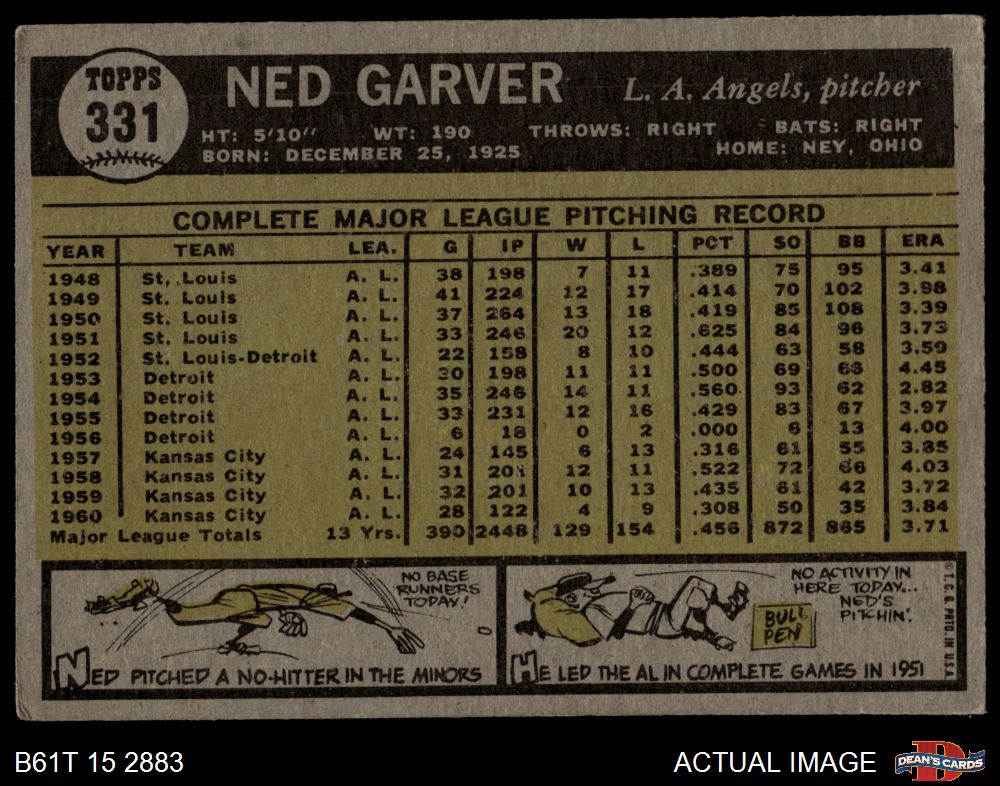 TOPPS
331
NED GARVER
L. A. Angels, pitcher
HT: 5'10" WT: 190 THROWS: RIGHT BATS: RIGHT
BORN: DECEMBER 25, 1925 HOME: NEY, OHIO
COMPLETE MAJOR LEAGUE PITCHING RECORD
YEAR TEAM LEA. G IP W L PCT SO BB ERA
1948 St. Louis A. L. 38 198 7 11 .389 75 95 3.41
1949 St. Louis A. L. 41 224 12 17 .414 70 102 3.98
1950 St. Louis A. L. 37 264 13 18 .419 85 108 3.39
1951 St. Louis A. L. 33 246 20 12 .625 84 96 3.73
1952 St. Louis-Detroit A. L. 22 158 8 10 .444 63 58 3.59
1953 Detroit A. L. 30 198 11 11 .500 69 66 4.45
1954 Detroit A. L. 35 246 14 11 .560 93 62 2.82
1955 Detroit A. L. 33 231 12 16 .429 83 67 3.97
1956 Detroit A. L. 6 18 0 2 .000 6 13 4.00
1957 Kansas City A. L. 24 145 6 13 .316 61 55 3.85
1958 Kansas City A. L. 31 201 12 11 .522 72 66 4.03
1959 Kansas City A. L. 32 201 10 13 .435 61 42 3.72
1960 Kansas City A. L. 28 122 4 9 .308 50 35 3.84
Major League Totals 13 Yrs. 390 2448 129 154 .456 872 865 3.71
NO BASE
RUNNERS
TODAY!
NED PITCHED A NO-HITTER IN THE MINORS
NO ACTIVITY IN
HERE TODAY...
NED'S
PITCHIN'.
BULL
PEN
HE LED THE AL IN COMPLETE GAMES IN 1951
© T. C. G. PRTD. IN U.S.A.
B61T 15 2883
ACTUAL IMAGE
DEAN'S CARDS